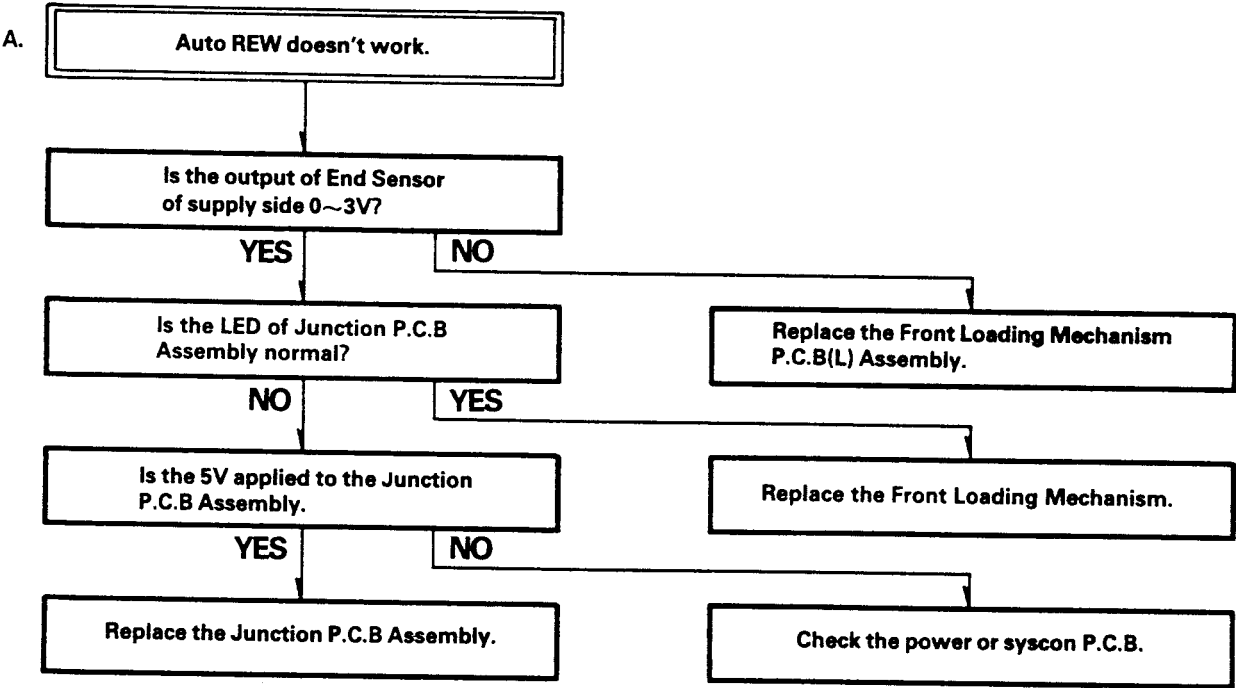 A.
Auto REW doesn't work.
Is the output of End Sensor
of supply side 0~3V?
YES
NO
Is the LED of Junction P.C.B
Assembly normal?
Replace the Front Loading Mechanism
P.C.B(L) Assembly.
NO
YES
Is the 5V applied to the Junction
P.C.B Assembly.
Replace the Front Loading Mechanism.
YES
NO
Replace the Junction P.C.B Assembly.
Check the power or syscon P.C.B.